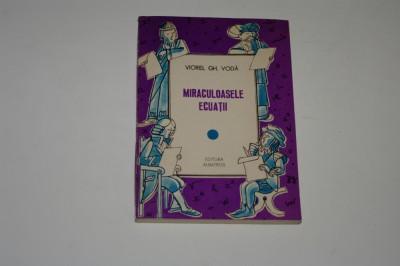 VIOREL GH. VODĂ
MIRACULOASELE
ECUAȚII
EDITURA
ALBATROS